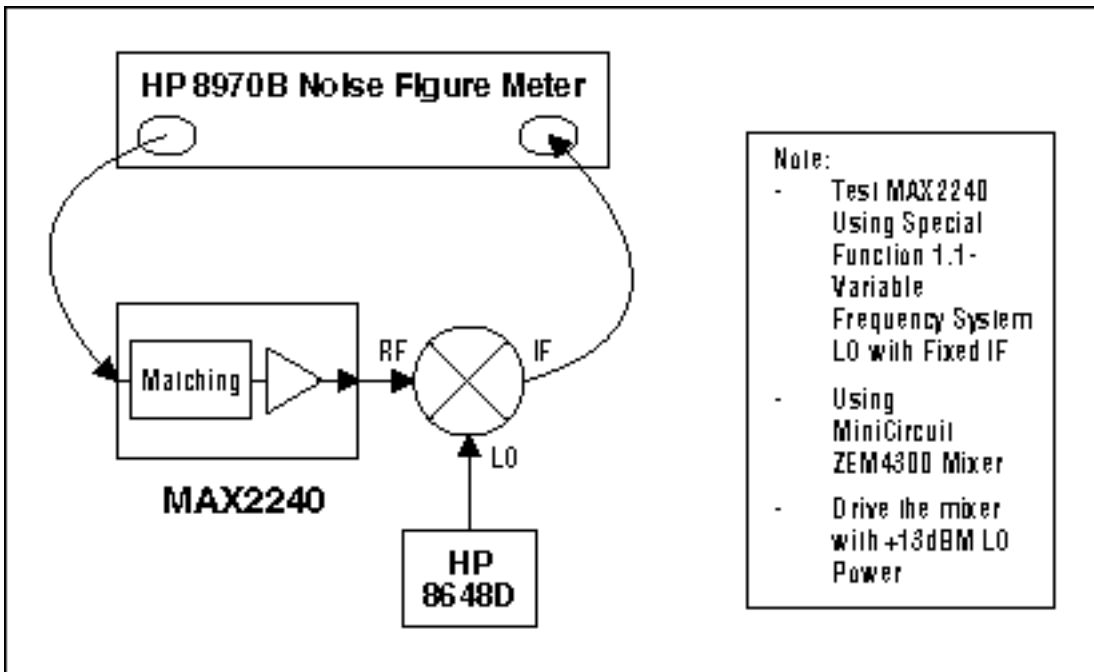 HP 8970B Noise Figure Meter
Matching
RF
IF
LO
MAX2240
HP
8648D
Note:
- Test MAX2240
Using Special
Function 1.1-
Variable
Frequency System
LO with Fixed IF
- Using
MiniCircuit
ZEM4300 Mixer
- Drive the mixer
with +13dBM LO
Power